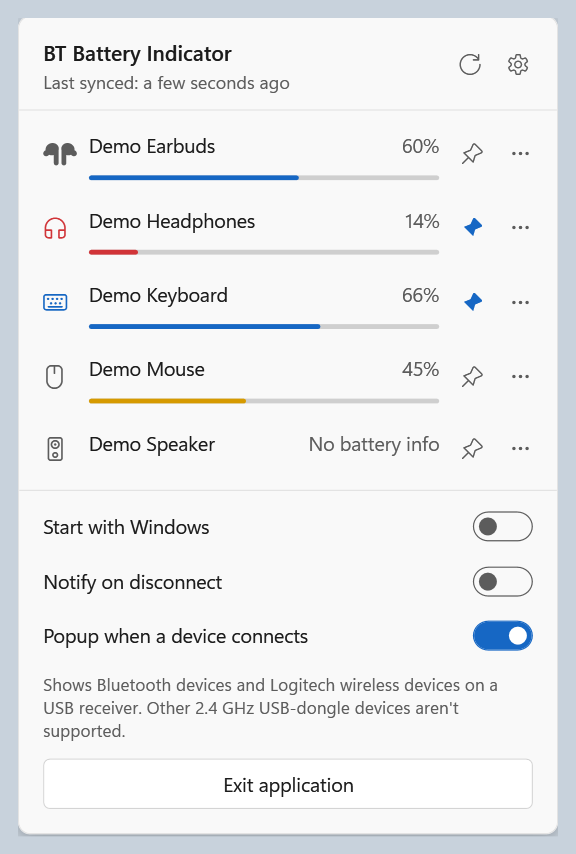 BT Battery Indicator
Last synced: a few seconds ago
Demo Earbuds 60%
Demo Headphones 14%
Demo Keyboard 66%
Demo Mouse 45%
Demo Speaker No battery info
Start with Windows
Notify on disconnect
Popup when a device connects
Shows Bluetooth devices and Logitech wireless devices on a
USB receiver. Other 2.4 GHz USB-dongle devices aren't
supported.
Exit application